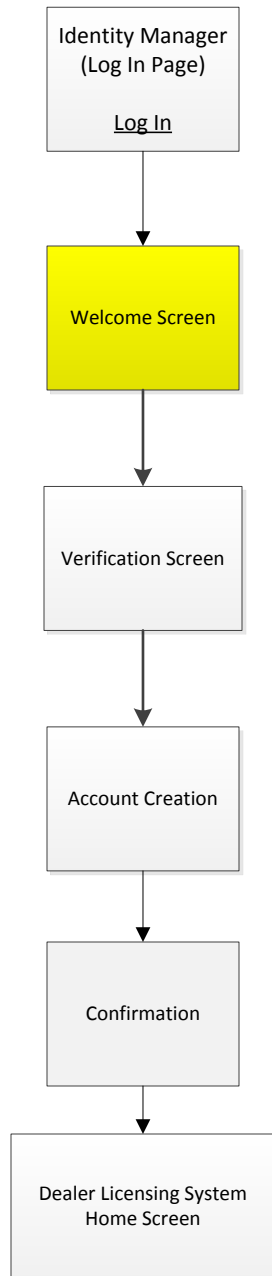 Identity Manager
(Log In Page)
Log In
Welcome Screen
Verification Screen
Account Creation
Confirmation
Dealer Licensing System
Home Screen